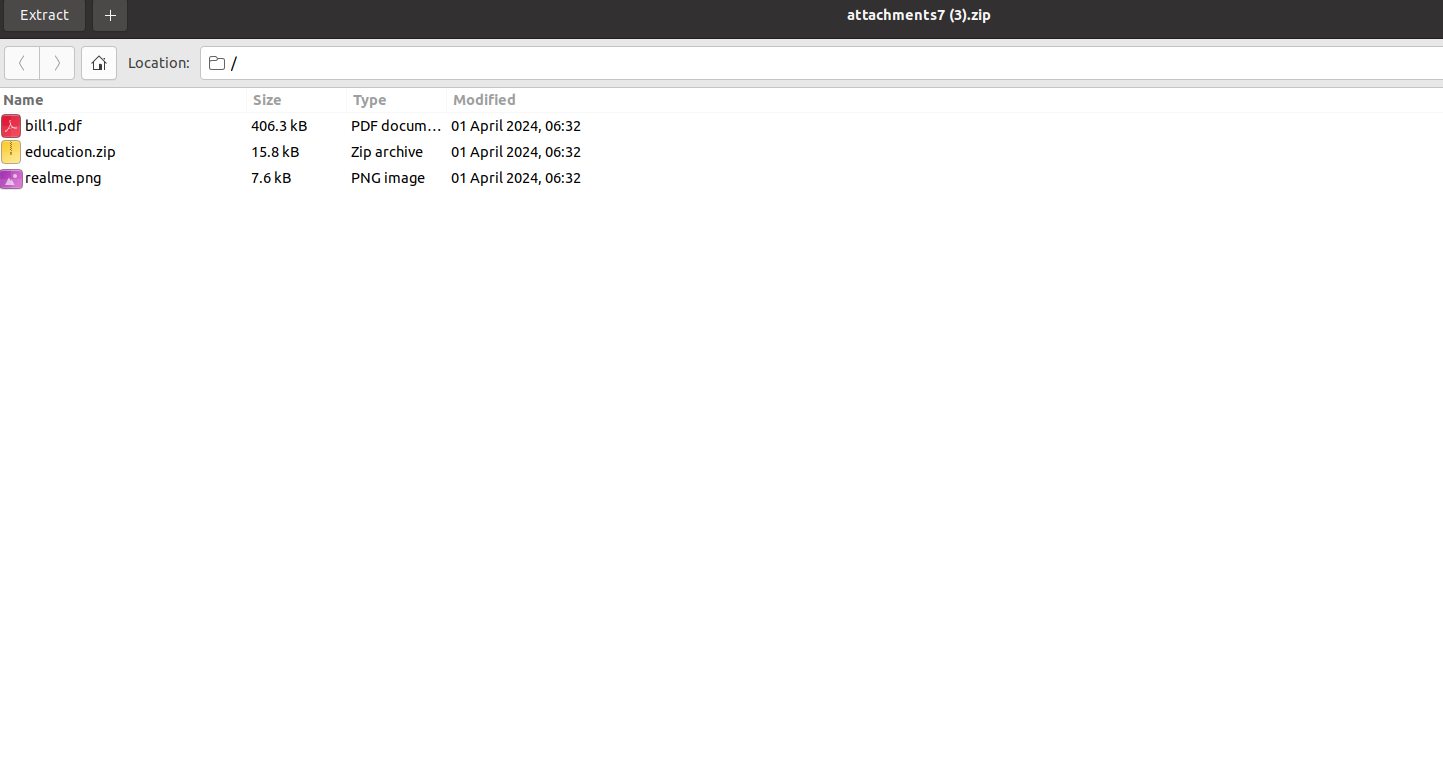 Extract + attachments7 (3).zip
Location: /
Name Size Type Modified
bill1.pdf 406.3 kB PDF docum... 01 April 2024, 06:32
education.zip 15.8 kB Zip archive 01 April 2024, 06:32
realme.png 7.6 kB PNG image 01 April 2024, 06:32